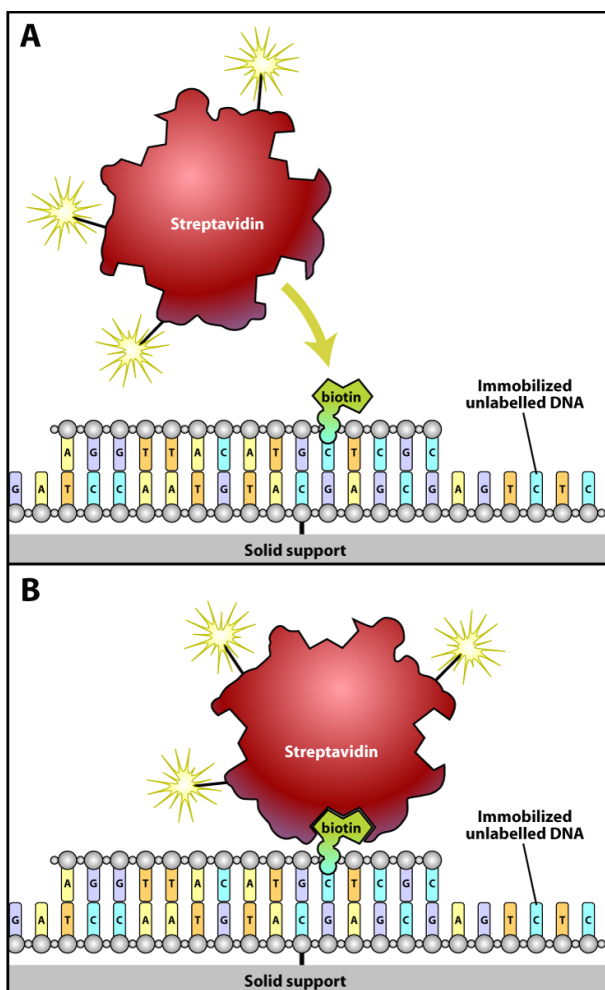 A
Streptavidin
biotin
Immobilized
unlabelled DNA
A G G T T A C A T G C T C G C
G A T C C A A T G T A C G A G C G A G T C T C
Solid support
B
Streptavidin
biotin
Immobilized
unlabelled DNA
A G G T T A C A T G C T C G C
G A T C C A A T G T A C G A G C G A G T C T C
Solid support